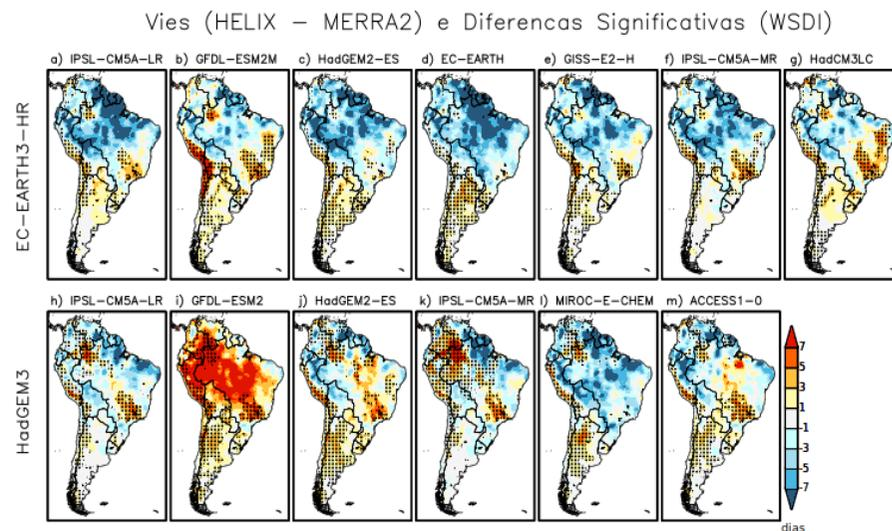 Vies (HELIX − MERRA2) e Diferencas Significativas (WSDI)
a) IPSL−CM5A−LR b) GFDL−ESM2M c) HadGEM2−ES d) EC−EARTH e) GISS−E2−H f) IPSL−CM5A−MR g) HadCM3LC
EC−EARTH3−HR
h) IPSL−CM5A−LR i) GFDL−ESM2 j) HadGEM2−ES k) IPSL−CM5A−MR l) MIROC−E−CHEM m) ACCESS1−0
HadGEM3
7
5
3
1
-1
-3
-5
-7
dias